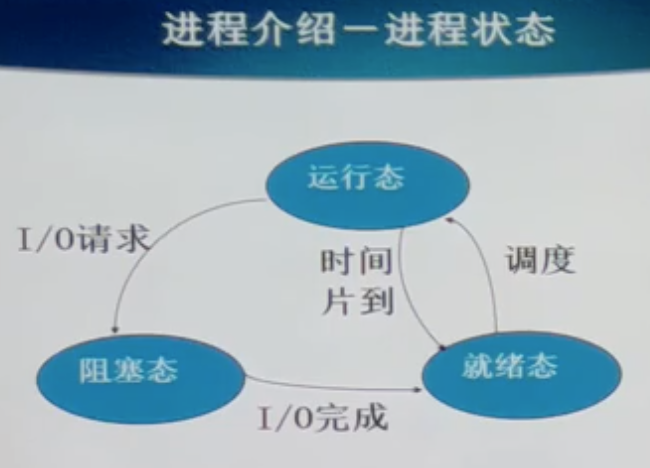 进程介绍－进程状态
运行态
I/O请求
时间
片到
调度
阻塞态
就绪态
I/O完成